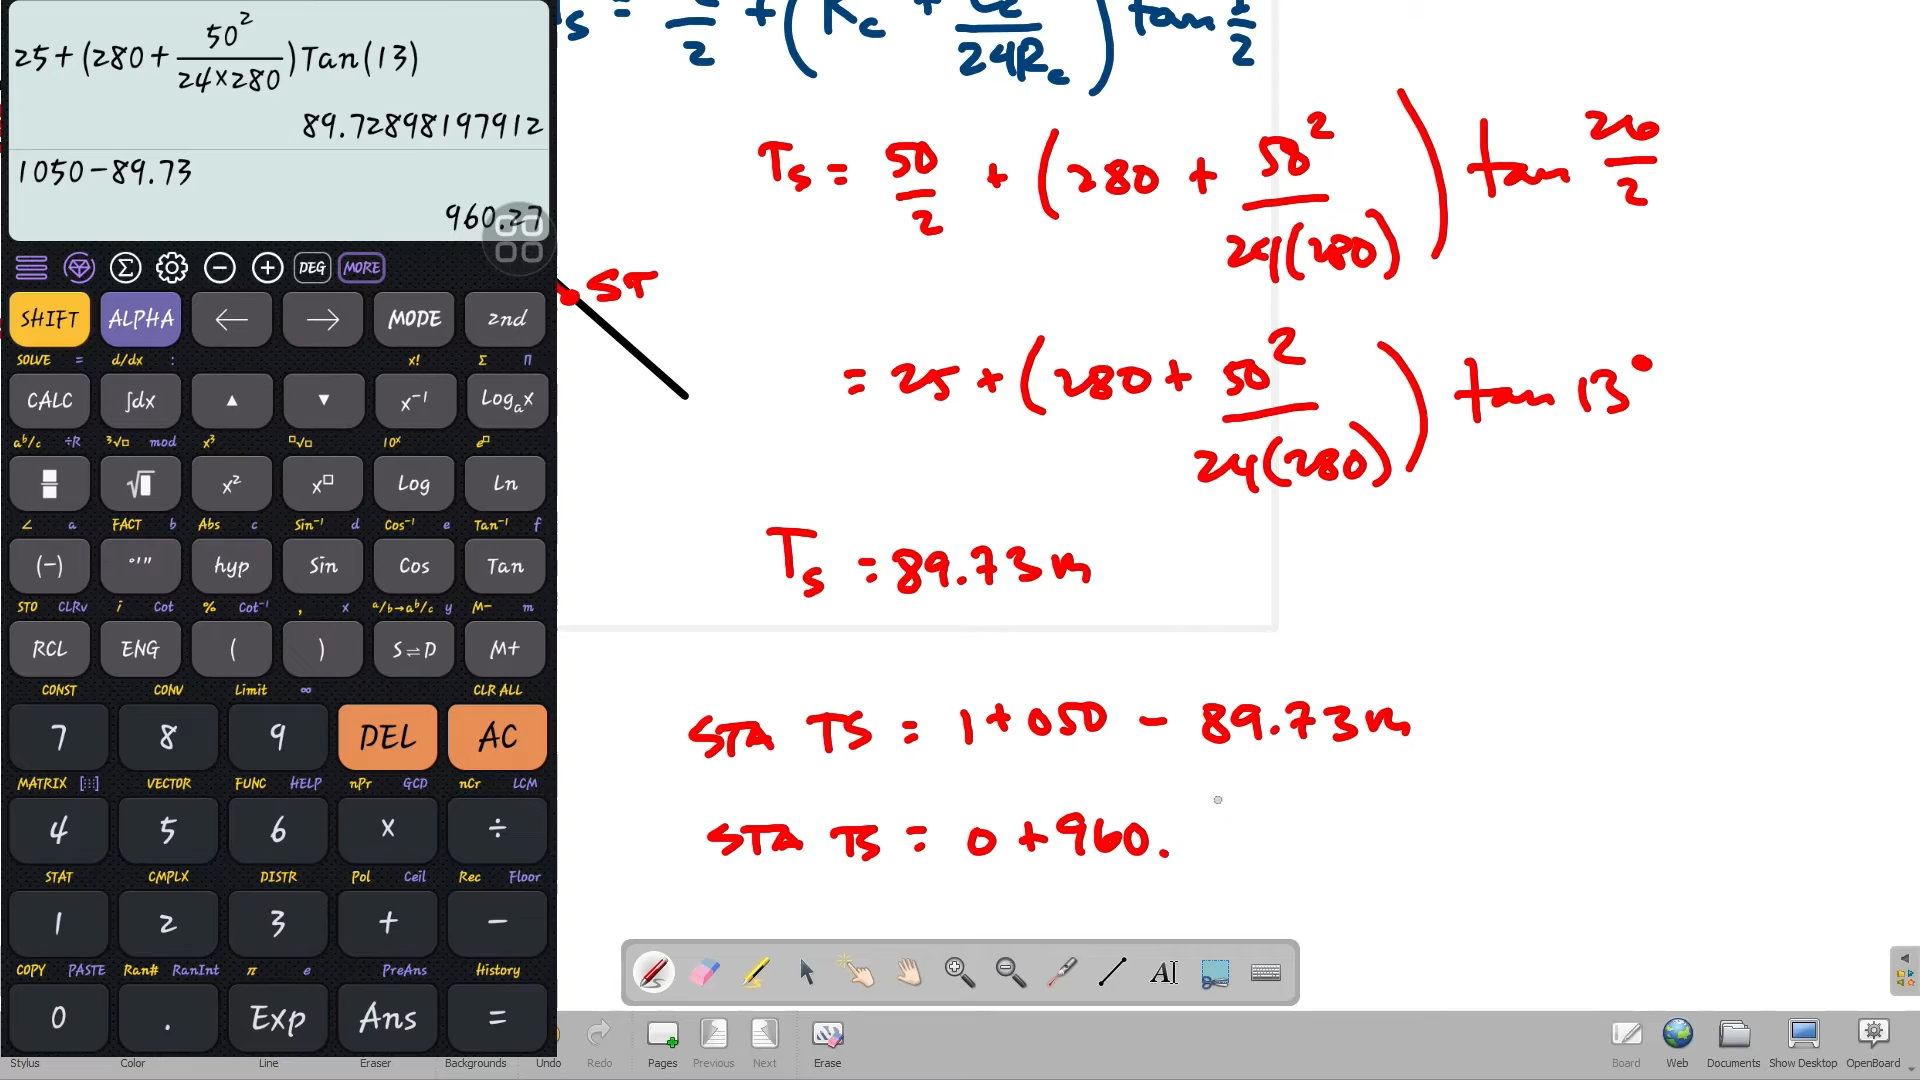 25+(280+50²/24×280)Tan(13)
89.72898197912
1050−89.73
960.27
DEG MORE
SHIFT ALPHA ← → MODE 2nd
SOLVE = d/dx : x! Σ Π
CALC ∫dx ▲ ▼ x⁻¹ Logₐx
aᵇ/c ÷R ³√□ mod x³ □√□ 10ˣ e□
√ x² x□ Log Ln
∠ a FACT b Abs c Sin⁻¹ d Cos⁻¹ e Tan⁻¹ f
(−) °'" hyp Sin Cos Tan
STO CLRv i Cot % Cot⁻¹ , x a/b→aᵇ/c y M− m
RCL ENG ( ) S⇌D M+
CONST CONV Limit ∞ CLR ALL
7 8 9 DEL AC
MATRIX [:::] VECTOR FUNC HELP nPr GCD nCr LCM
4 5 6 × ÷
STAT CMPLX DISTR Pol Ceil Rec Floor
1 2 3 + −
COPY PASTE Ran# RanInt π e PreAns History
0 . Exp Ans =
2 + (Rc + 24Rc) tan 2
Ts = 50/2 + (280 + 50²/24(280)) tan 26/2
ST
= 25 + (280 + 50²/24(280)) tan 13°
Ts = 89.73m
STA TS = 1+050 − 89.73m
STA TS = 0+960.
AI
Stylus Color Line Eraser Backgrounds Undo Redo Pages Previous Next Erase Board Web Documents Show Desktop OpenBoard